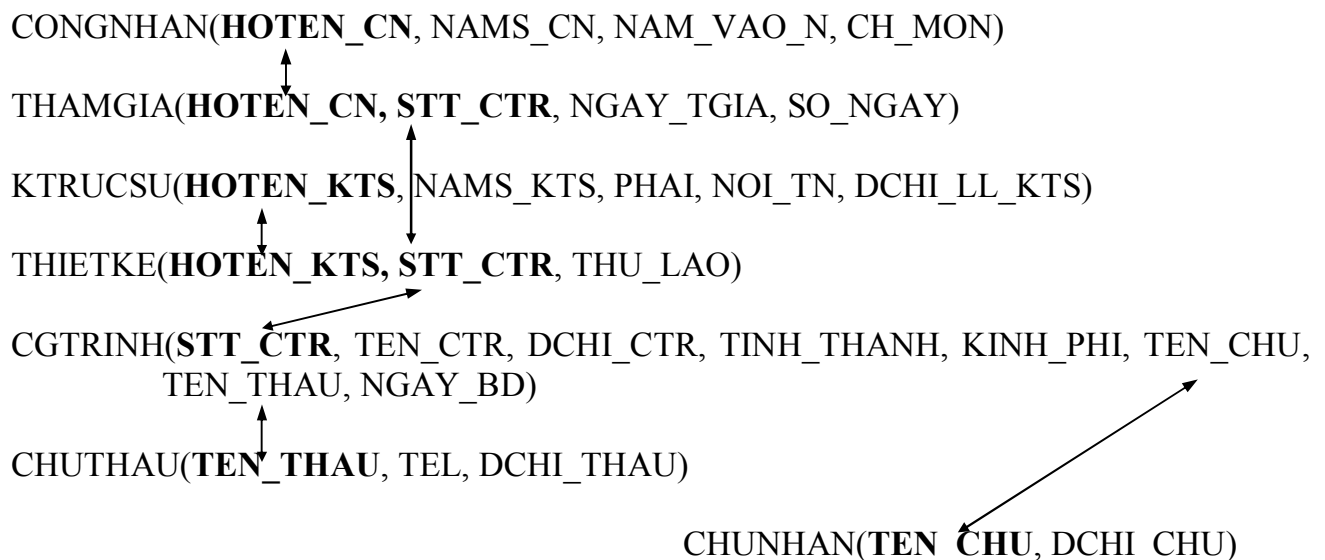 CONGNHAN(HOTEN_CN, NAMS_CN, NAM_VAO_N, CH_MON)
THAMGIA(HOTEN_CN, STT_CTR, NGAY_TGIA, SO_NGAY)
KTRUCSU(HOTEN_KTS, NAMS_KTS, PHAI, NOI_TN, DCHI_LL_KTS)
THIETKE(HOTEN_KTS, STT_CTR, THU_LAO)
CGTRINH(STT_CTR, TEN_CTR, DCHI_CTR, TINH_THANH, KINH_PHI, TEN_CHU,
TEN_THAU, NGAY_BD)
CHUTHAU(TEN_THAU, TEL, DCHI_THAU)
CHUNHAN(TEN_CHU, DCHI_CHU)